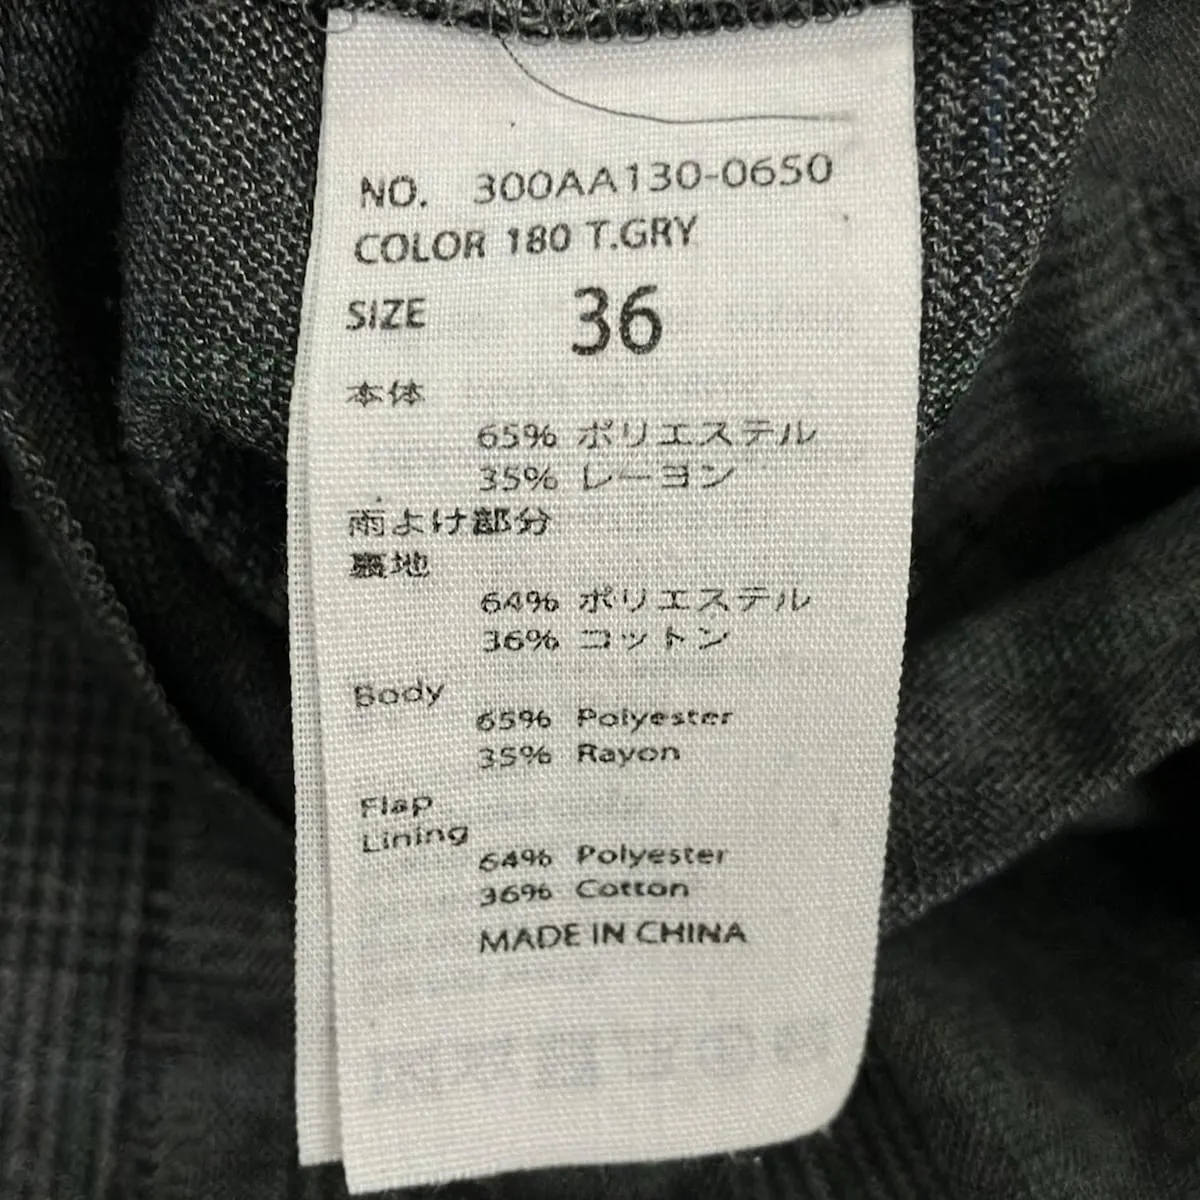 NO. 300AA130-0650
COLOR 180 T.GRY
SIZE 36
本体
65% ポリエステル
35% レーヨン
雨よけ部分
裏地
64% ポリエステル
36% コットン
Body
65% Polyester
35% Rayon
Flap
Lining
64% Polyester
36% Cotton
MADE IN CHINA